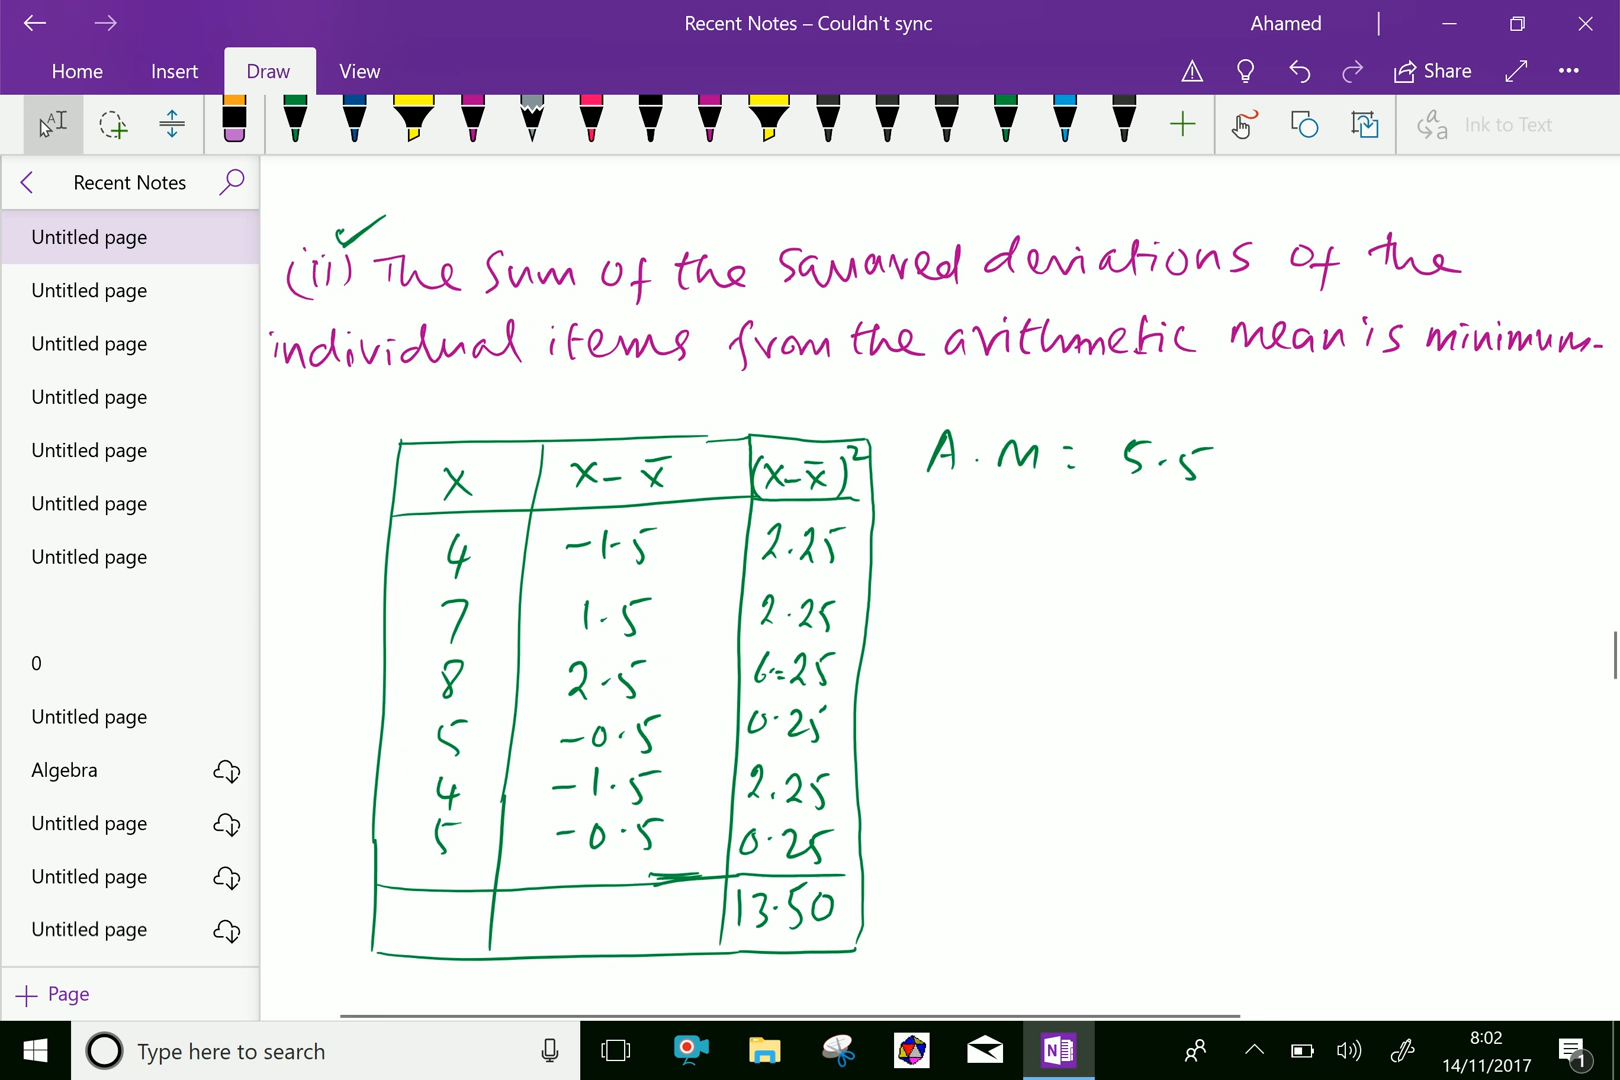 Recent Notes – Couldn't sync
Ahamed
Home Insert Draw View
Share
Ink to Text
Recent Notes
Untitled page
Untitled page
Untitled page
Untitled page
Untitled page
Untitled page
Untitled page
0
Untitled page
Algebra
Untitled page
Untitled page
Untitled page
+ Page
(ii) The Sum of the squared deviations of the
individual items from the arithmetic mean is minimum.
A.M = 5.5
x x-x̄ (x-x̄)²
4 -1.5 2.25
7 1.5 2.25
8 2.5 6.25
5 -0.5 0.25
4 -1.5 2.25
5 -0.5 0.25
13.50
Type here to search
8:02
14/11/2017
1